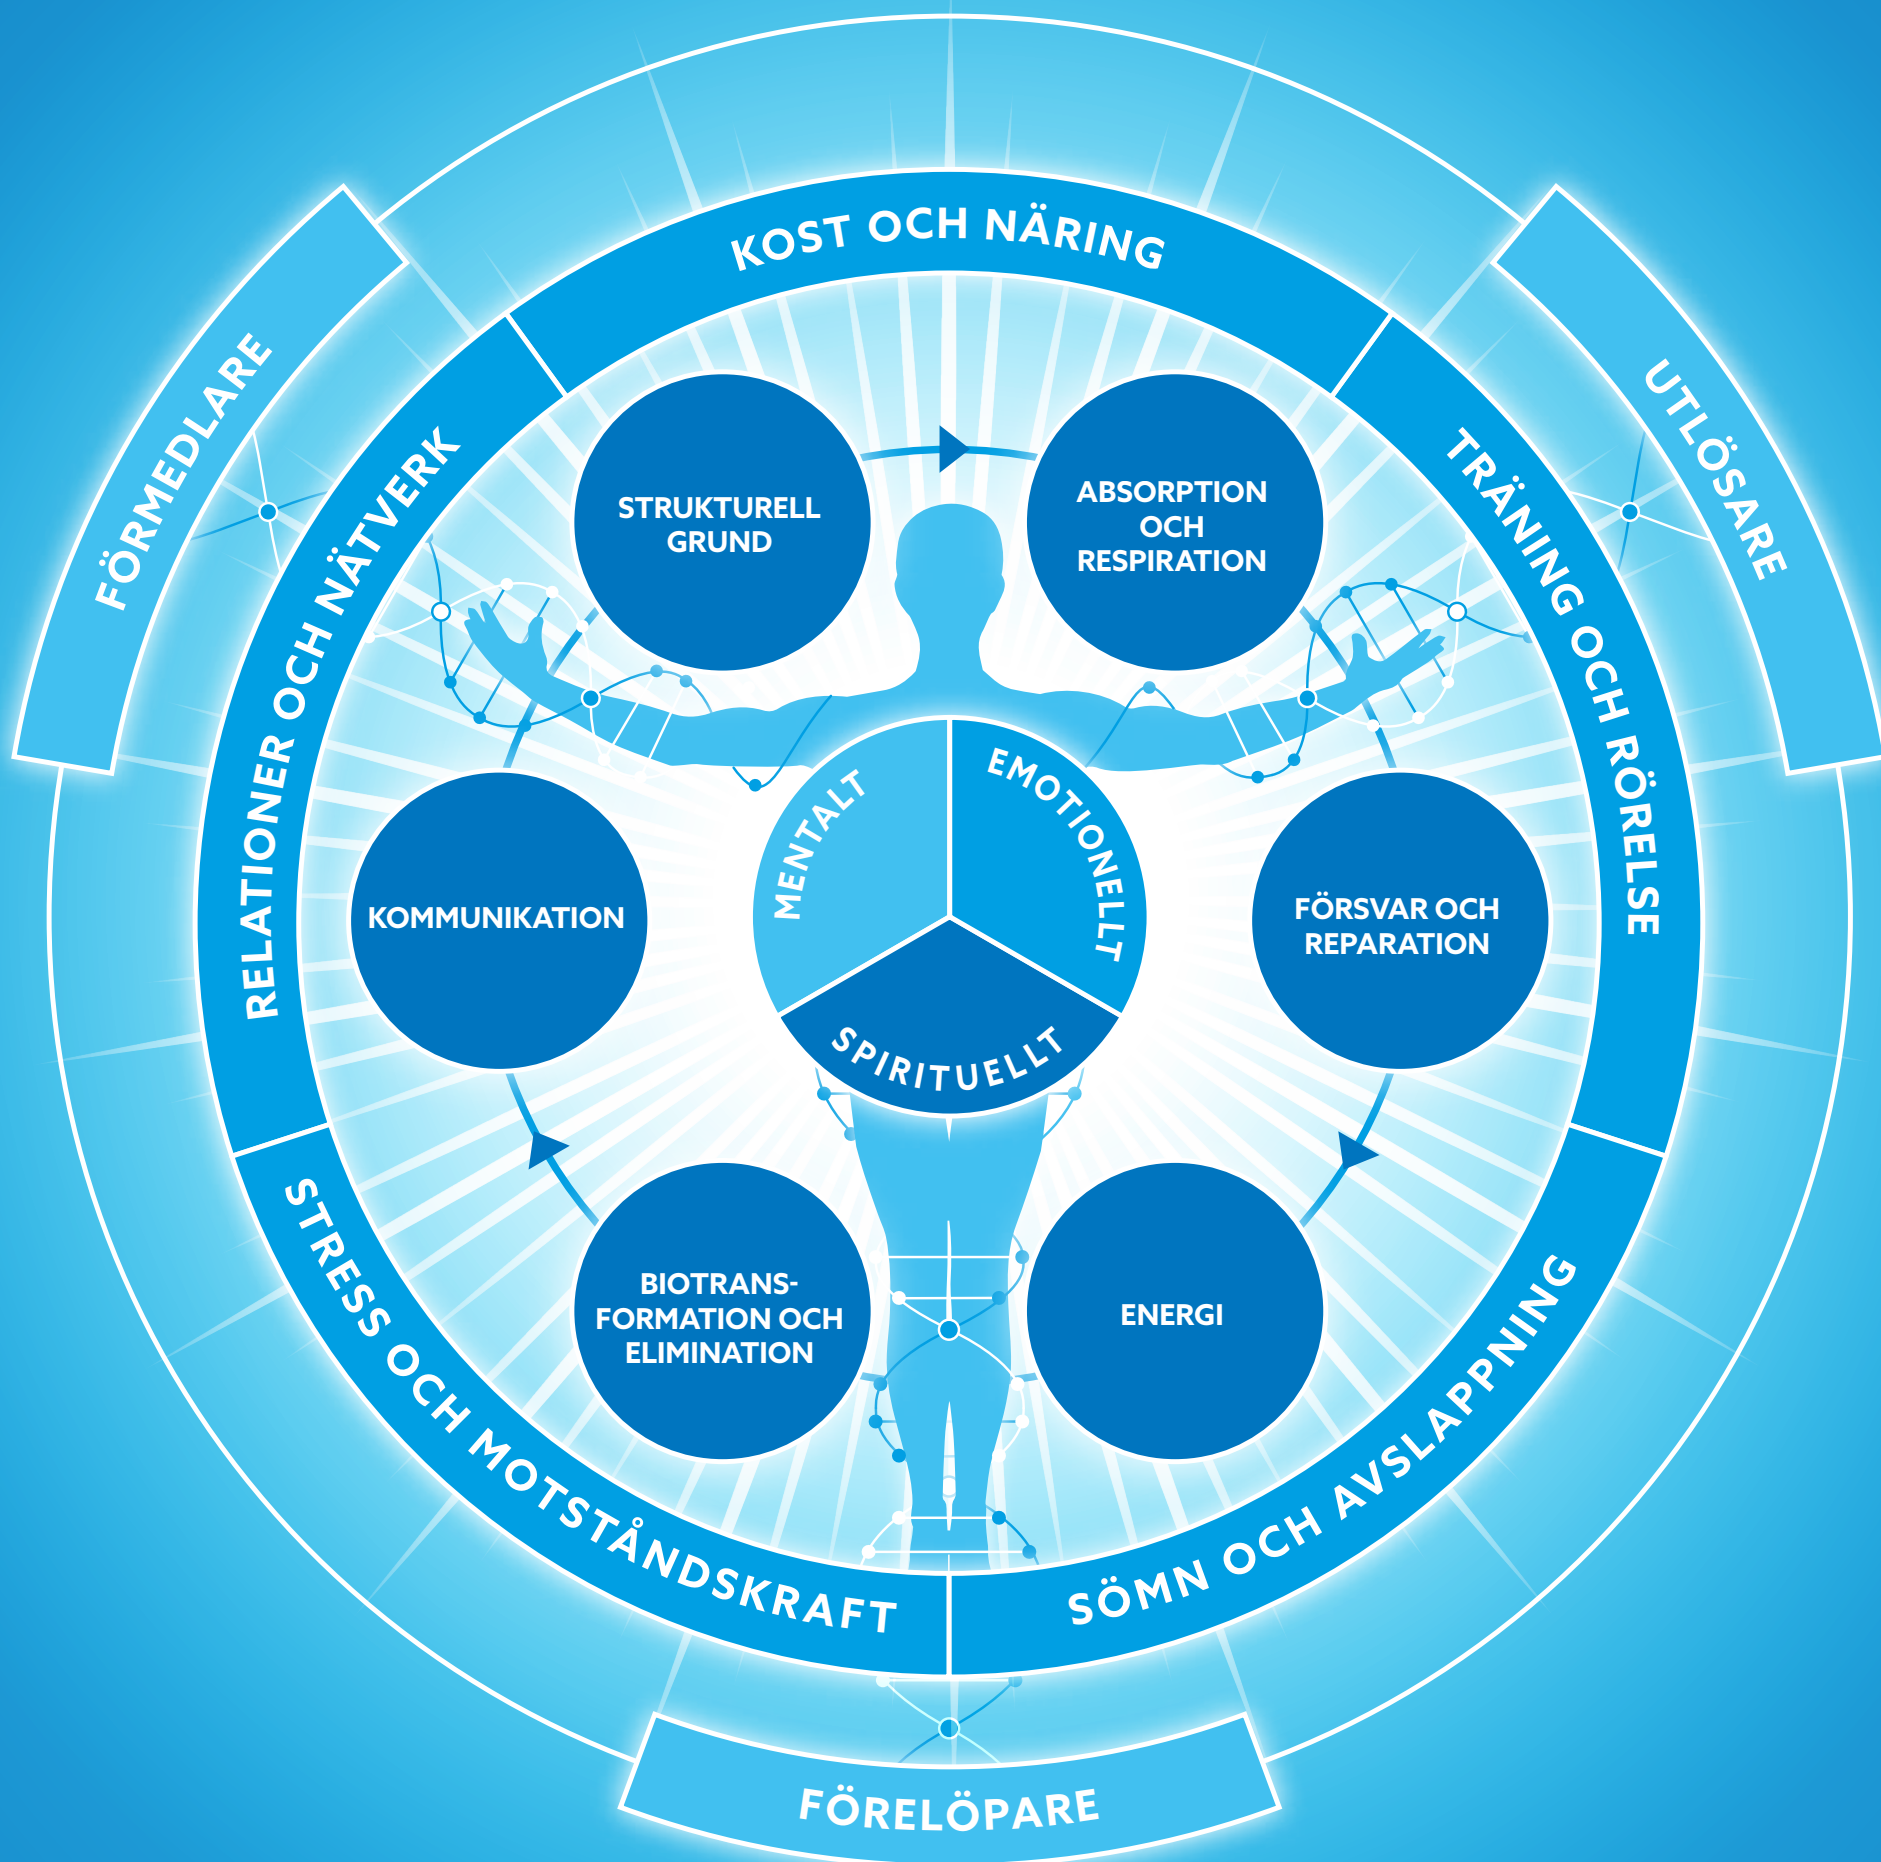 KOST OCH NÄRING
FÖRMEDLARE
UTLÖSARE
RELATIONER OCH NÄTVERK
TRÄNING OCH RÖRELSE
STRUKTURELL
GRUND
ABSORPTION
OCH
RESPIRATION
MENTALT
EMOTIONELLT
SPIRITUELLT
KOMMUNIKATION
FÖRSVAR OCH
REPARATION
BIOTRANS-
FORMATION OCH
ELIMINATION
ENERGI
STRESS OCH MOTSTÅNDSKRAFT
SÖMN OCH AVSLAPPNING
FÖRELÖPARE